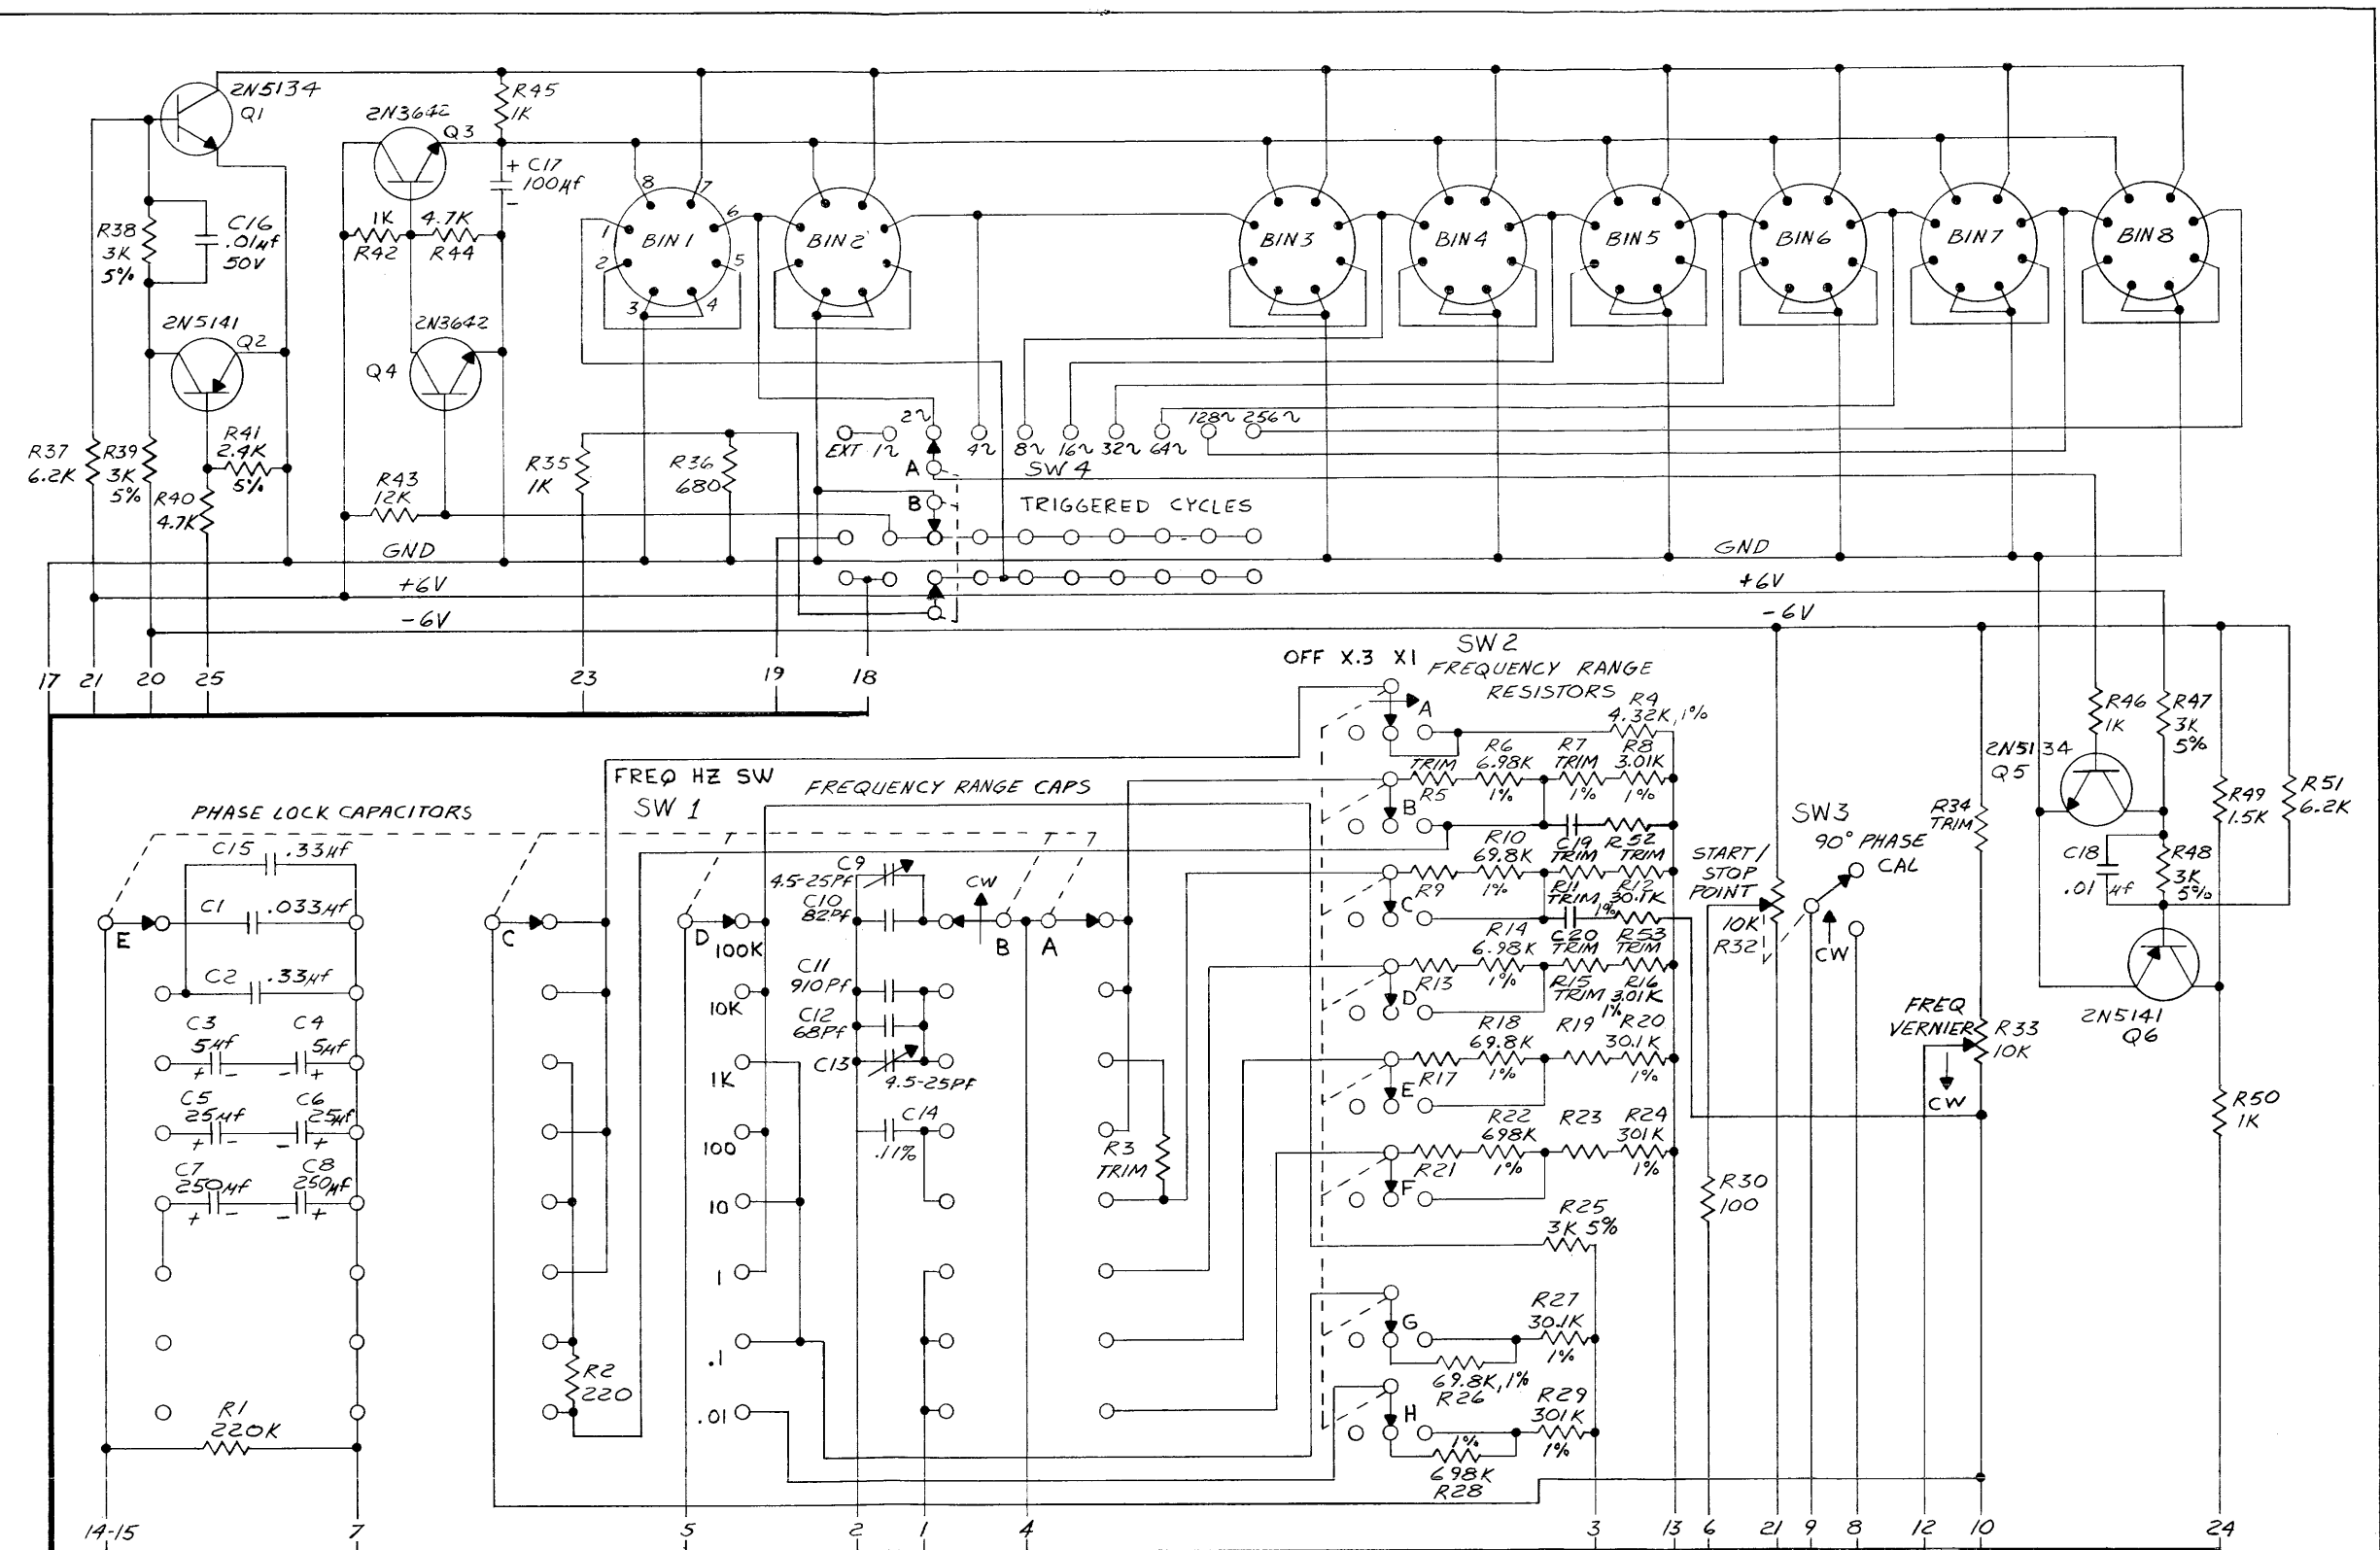 2N5134
Q1
2N3642
Q3
R45
1K
+ C17
100µf
-
R38
3K
5%
C16
.01µf
50V
1K
R42
4.7K
R44
8
7
1
6
2
5
3
4
BIN 1
BIN 2
BIN 3
BIN 4
BIN 5
BIN 6
BIN 7
BIN 8
2N5141
Q2
2N3642
Q4
R37
6.2K
R39
3K
5%
R41
2.4K
5%
R40
4.7K
R43
12K
R35
1K
R36
680
EXT
1~
2~
4~
8~
16~
32~
64~
128~
256~
A
SW 4
B
TRIGGERED CYCLES
GND
GND
+6V
+6V
-6V
-6V
17
21
20
25
23
19
18
OFF X.3 X1
SW 2
FREQUENCY RANGE
RESISTORS
A
R4
4.32K, 1%
TRIM
R5
R6
6.98K
1%
R7
TRIM
1%
R8
3.01K
1%
B
R10
69.8K
1%
C19
TRIM
R52
TRIM
R9
C
R11
TRIM
R12
30.1K
1%
R14
6.98K
1%
C20
TRIM
R53
TRIM
R13
D
R15
TRIM
R16
3.01K
1%
R18
69.8K
1%
R19
R20
30.1K
1%
R17
E
R22
698K
1%
R23
R24
301K
1%
R21
F
R25
3K 5%
G
R27
30.1K
1%
69.8K, 1%
R26
H
R29
301K
1%
1%
698K
R28
FREQ HZ SW
SW 1
FREQUENCY RANGE CAPS
PHASE LOCK CAPACITORS
C15
.33µf
C1
.033µf
E
C2
.33µf
C3
5µf
+ -
C4
5µf
- +
C5
25µf
+ -
C6
25µf
- +
C7
250µf
+ -
C8
250µf
- +
R1
220K
C
R2
220
D
100K
10K
1K
100
10
1
.1
.01
C9
4.5-25Pf
C10
82Pf
CW
B
A
C11
910Pf
C12
68Pf
C13
4.5-25PF
C14
.11%
R3
TRIM
START/
STOP
POINT
10K
R32
SW3
90° PHASE
CAL
CW
R34
TRIM
R30
100
FREQ
VERNIER
R33
10K
CW
R46
1K
R47
3K
5%
2N5134
Q5
R49
1.5K
R51
6.2K
C18
.01 µf
R48
3K
5%
2N5141
Q6
R50
1K
14-15
7
5
2
1
4
3
13
6
21
9
8
12
10
24